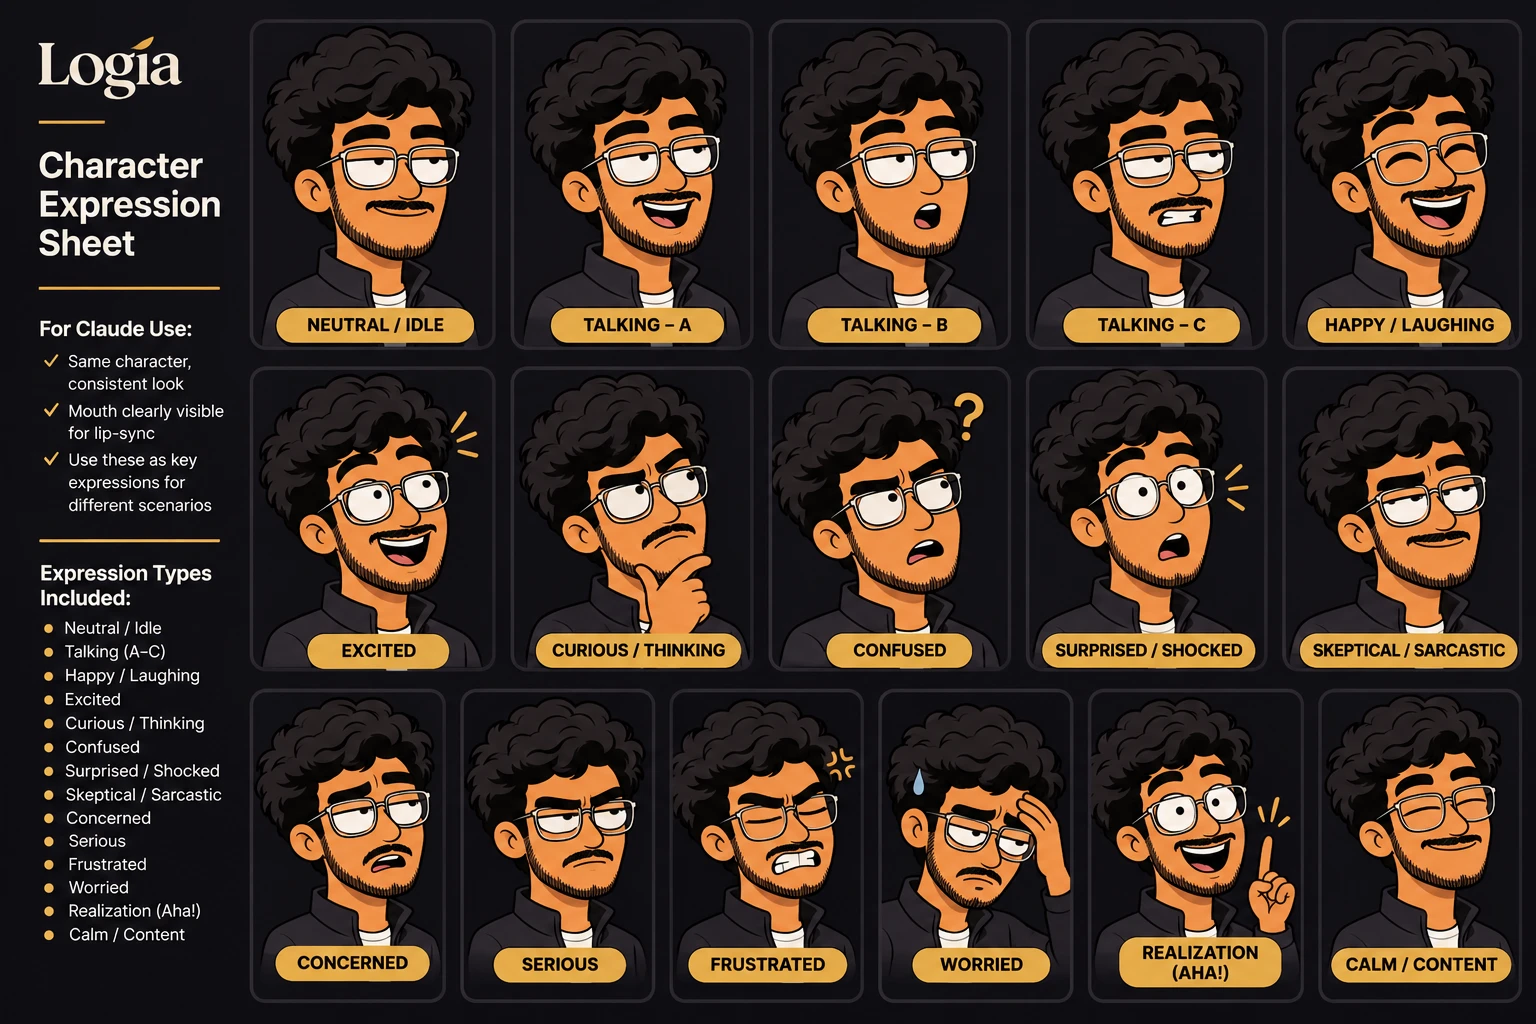 Logia
Character
Expression
Sheet
For Claude Use:
Same character,
consistent look
Mouth clearly visible
for lip-sync
Use these as key
expressions for
different scenarios
Expression Types
Included:
Neutral / Idle
Talking (A–C)
Happy / Laughing
Excited
Curious / Thinking
Confused
Surprised / Shocked
Skeptical / Sarcastic
Concerned
Serious
Frustrated
Worried
Realization (Aha!)
Calm / Content
NEUTRAL / IDLE
TALKING – A
TALKING – B
TALKING – C
HAPPY / LAUGHING
EXCITED
CURIOUS / THINKING
?
CONFUSED
SURPRISED / SHOCKED
SKEPTICAL / SARCASTIC
CONCERNED
SERIOUS
FRUSTRATED
WORRIED
REALIZATION
(AHA!)
CALM / CONTENT